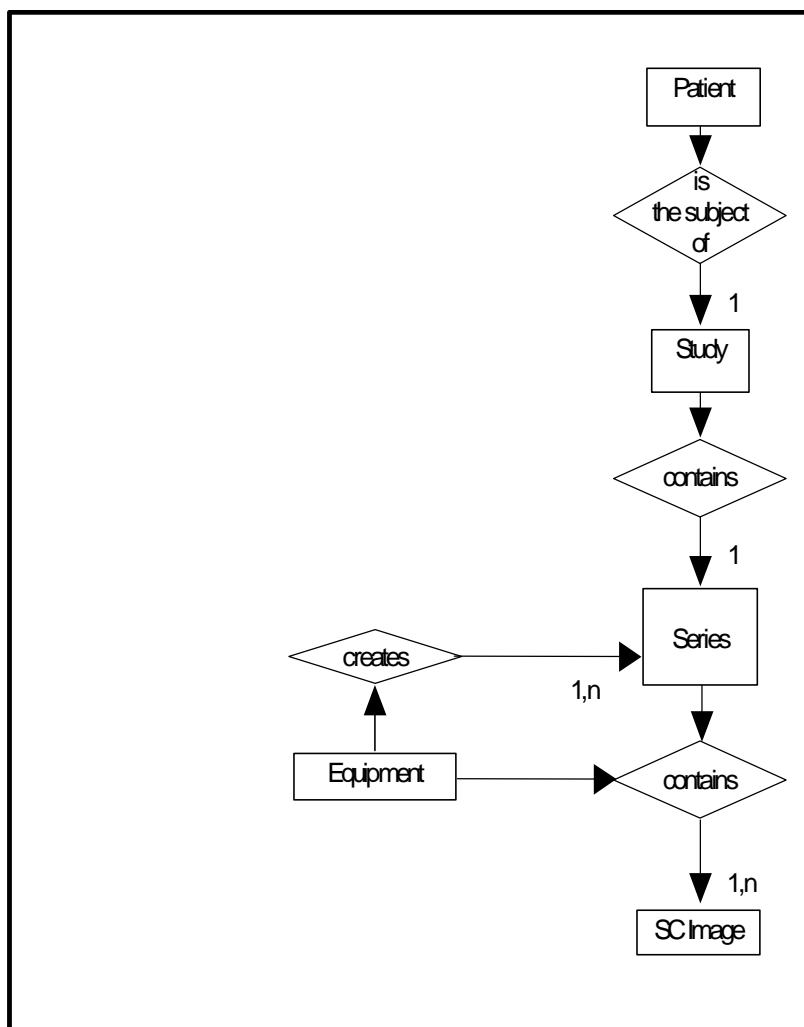 Patient
is
the subject
of
1
Study
contains
1
Series
creates
1,n
Equipment
contains
1,n
SC Image